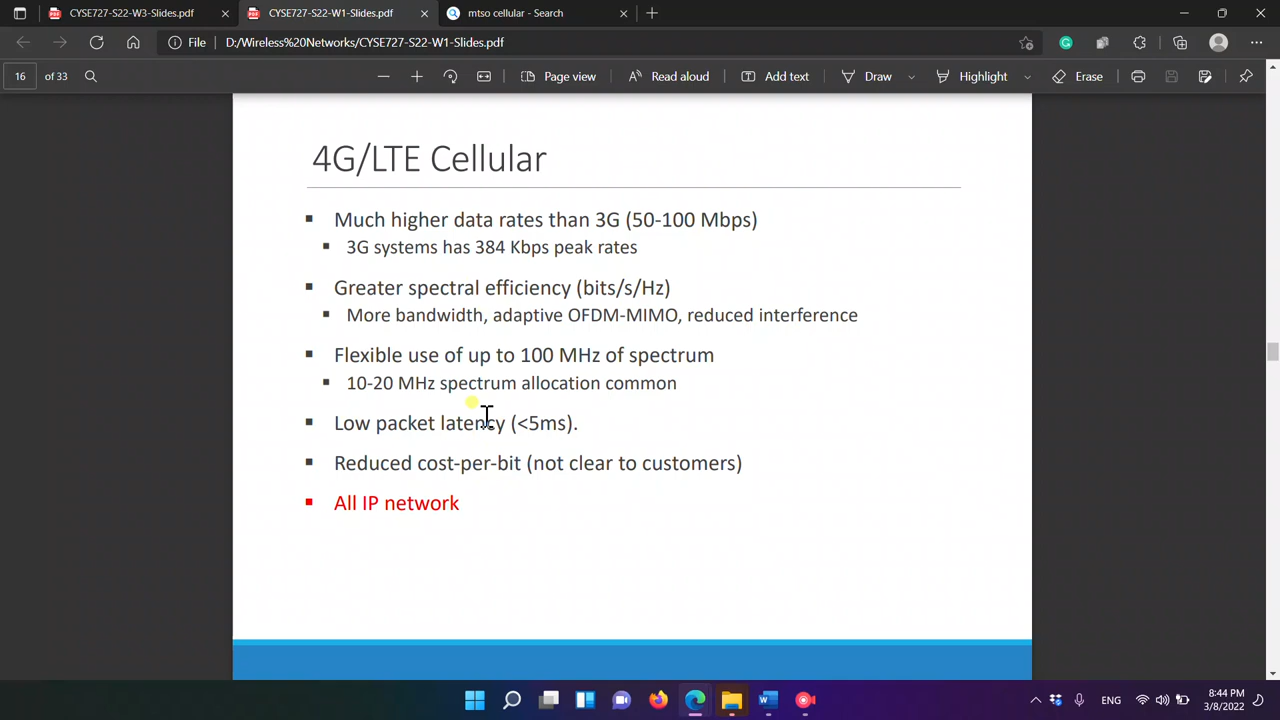 CYSE727-S22-W3-Slides.pdf
CYSE727-S22-W1-Slides.pdf
mtso cellular - Search
File
D:/Wireless%20Networks/CYSE727-S22-W1-Slides.pdf
16 of 33
Page view
Read aloud
Add text
Draw
Highlight
Erase
4G/LTE Cellular
▪ Much higher data rates than 3G (50-100 Mbps)
▪ 3G systems has 384 Kbps peak rates
▪ Greater spectral efficiency (bits/s/Hz)
▪ More bandwidth, adaptive OFDM-MIMO, reduced interference
▪ Flexible use of up to 100 MHz of spectrum
▪ 10-20 MHz spectrum allocation common
▪ Low packet latency (<5ms).
▪ Reduced cost-per-bit (not clear to customers)
▪ All IP network
ENG
8:44 PM
3/8/2022